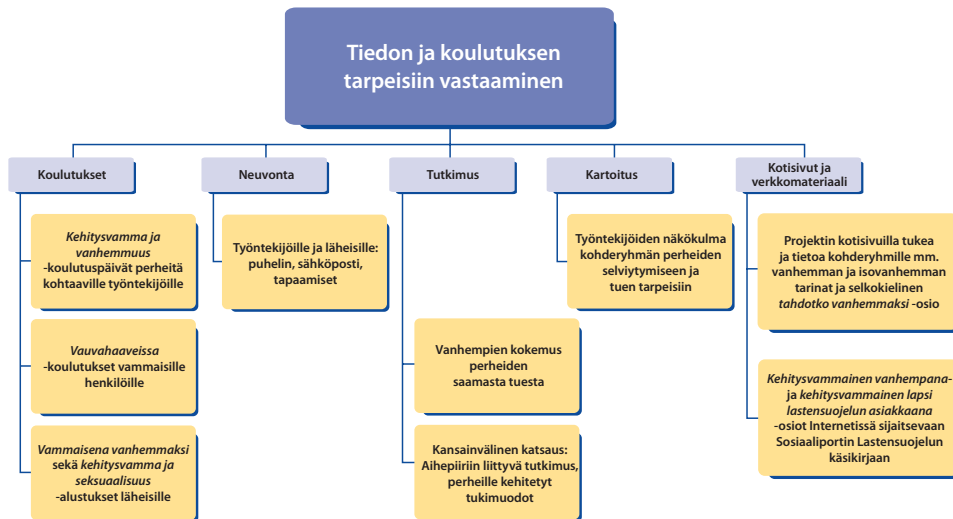 Tiedon ja koulutuksen
tarpeisiin vastaaminen
Koulutukset
Kehitysvamma ja
vanhemmuus
-koulutuspäivät perheitä
kohtaaville työntekijöille
Vauvahaaveissa
-koulutukset vammaisille
henkilöille
Vammaisena vanhemmaksi
sekä kehitysvamma ja
seksuaalisuus
-alustukset läheisille
Neuvonta
Työntekijöille ja läheisille:
puhelin, sähköposti,
tapaamiset
Tutkimus
Vanhempien kokemus
perheiden
saamasta tuesta
Kansainvälinen katsaus:
Aihepiiriin liittyvä tutkimus,
perheille kehitetyt
tukimuodot
Kartoitus
Työntekijöiden näkökulma
kohderyhmän perheiden
selviytymiseen ja
tuen tarpeisiin
Kotisivut ja
verkkomateriaali
Projektin kotisivuilla tukea
ja tietoa kohderyhmille mm.
vanhemman ja isovanhemman
tarinat ja selkokielinen
tahdotko vanhemmaksi -osio
Kehitysvammainen vanhempana-
ja kehitysvammainen lapsi
lastensuojelun asiakkaana
-osiot Internetissä sijaitsevaan
Sosiaaliportin Lastensuojelun
käsikirjaan